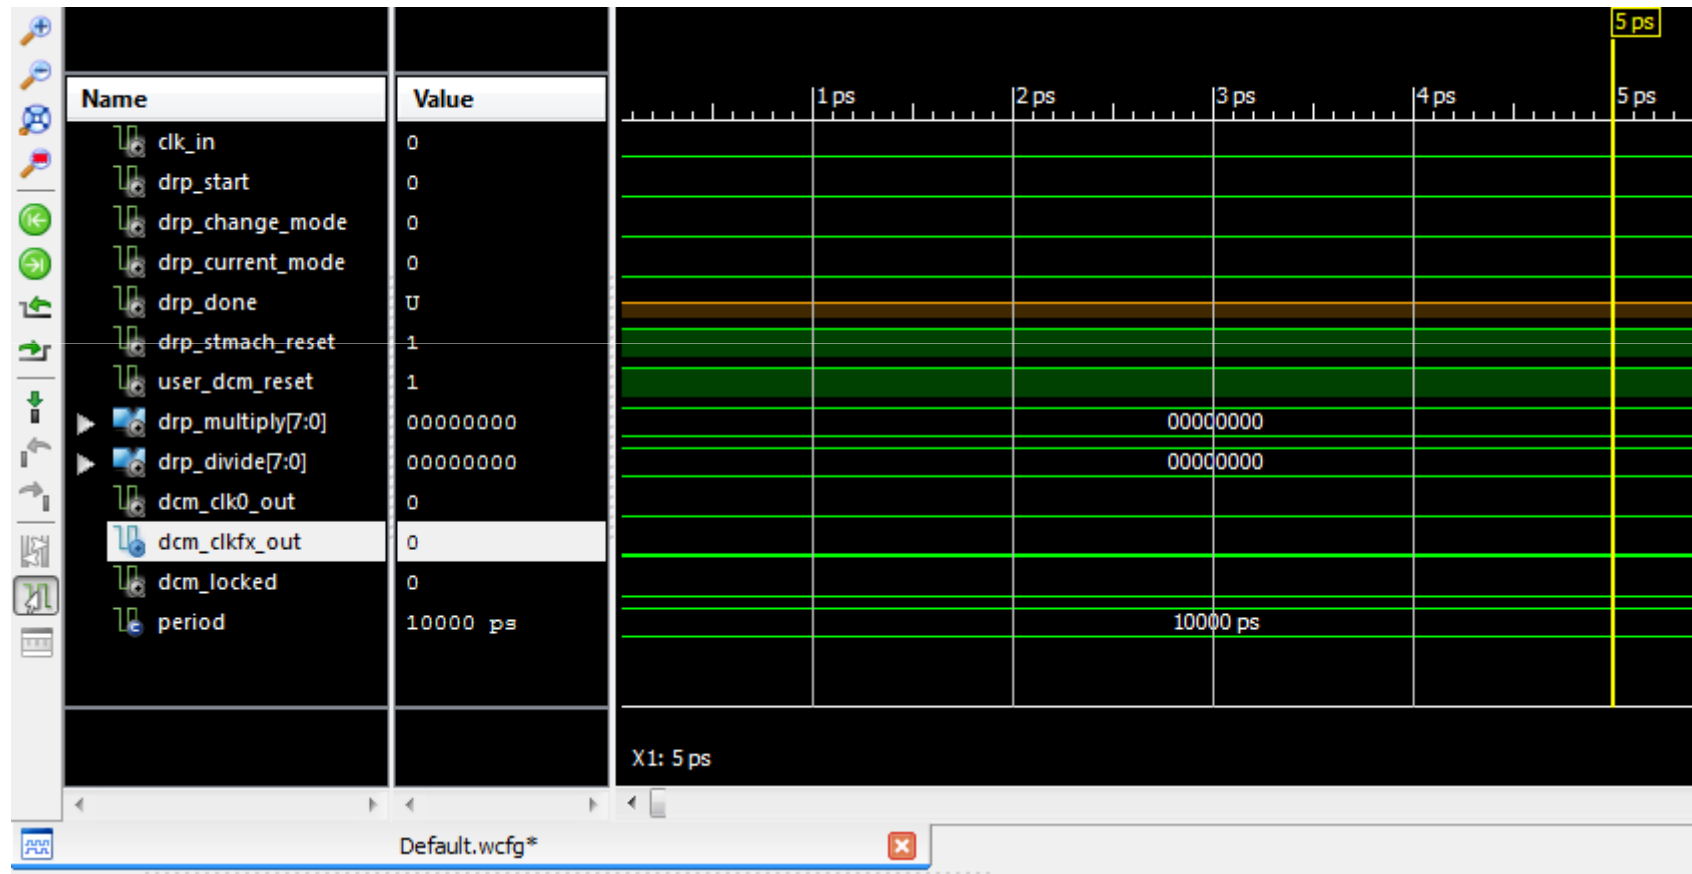 5 ps
Name Value 1 ps 2 ps 3 ps 4 ps 5 ps
clk_in 0
drp_start 0
drp_change_mode 0
drp_current_mode 0
drp_done U
drp_stmach_reset 1
user_dcm_reset 1
drp_multiply[7:0] 00000000 00000000
drp_divide[7:0] 00000000 00000000
dcm_clk0_out 0
dcm_clkfx_out 0
dcm_locked 0
period 10000 ps 10000 ps
X1: 5 ps
Default.wcfg*